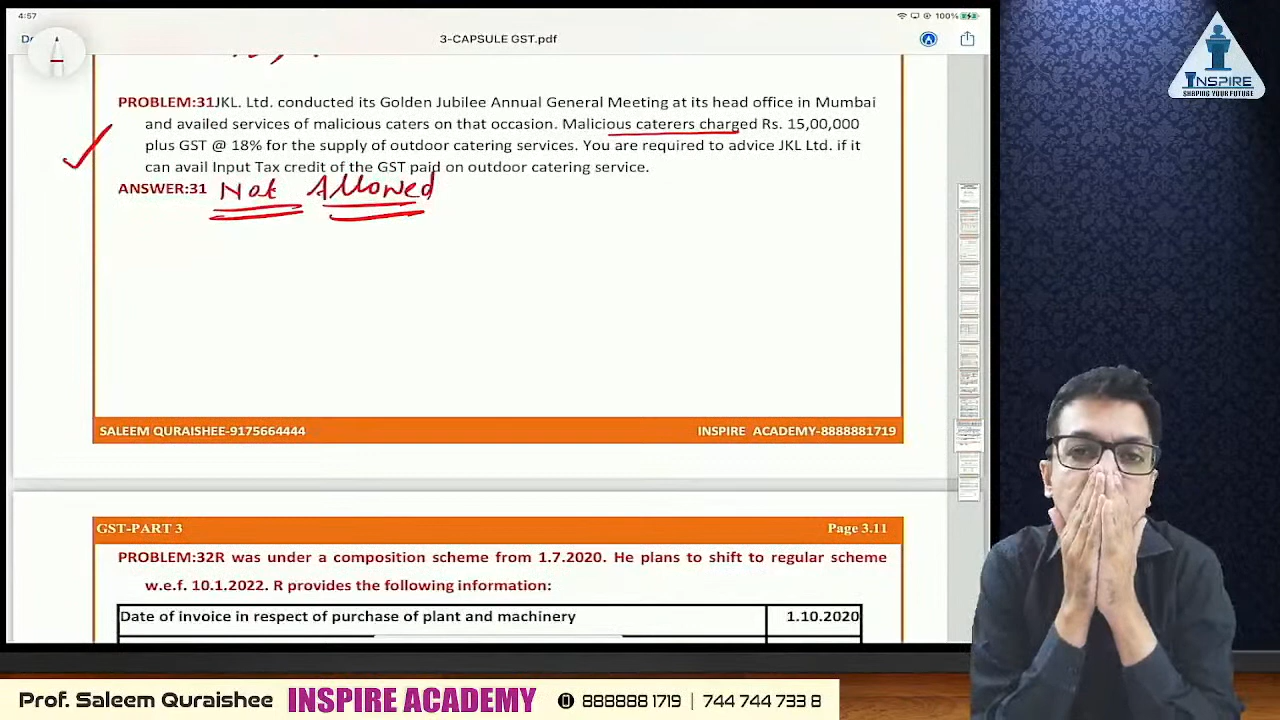 4:57
100%
3-CAPSULE GST.pdf
INSPIRE
SHAPING YOUR FUTURE
PROBLEM:31JKL. Ltd. conducted its Golden Jubilee Annual General Meeting at its head office in Mumbai
and availed services of malicious caters on that occasion. Malicious caterers charged Rs. 15,00,000
plus GST @ 18% for the supply of outdoor catering services. You are required to advice JKL Ltd. if it
can avail Input Tax credit of the GST paid on outdoor catering service.
ANSWER:31 Not Allowed
SALEEM QURAISHEE-9175664444 INSPIRE ACADEMY-8888881719
GST-PART 3 Page 3.11
PROBLEM:32R was under a composition scheme from 1.7.2020. He plans to shift to regular scheme
w.e.f. 10.1.2022. R provides the following information:
Date of invoice in respect of purchase of plant and machinery 1.10.2020
Prof. Saleem Quraishee INSPIRE ACADEMY 888888 1719 | 744 744 733 8